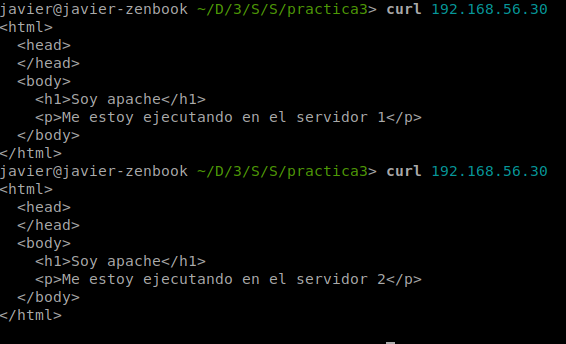 javier@javier-zenbook ~/D/3/S/S/practica3> curl 192.168.56.30
<html>
  <head>
  </head>
  <body>
    <h1>Soy apache</h1>
    <p>Me estoy ejecutando en el servidor 1</p>
  </body>
</html>
javier@javier-zenbook ~/D/3/S/S/practica3> curl 192.168.56.30
<html>
  <head>
  </head>
  <body>
    <h1>Soy apache</h1>
    <p>Me estoy ejecutando en el servidor 2</p>
  </body>
</html>